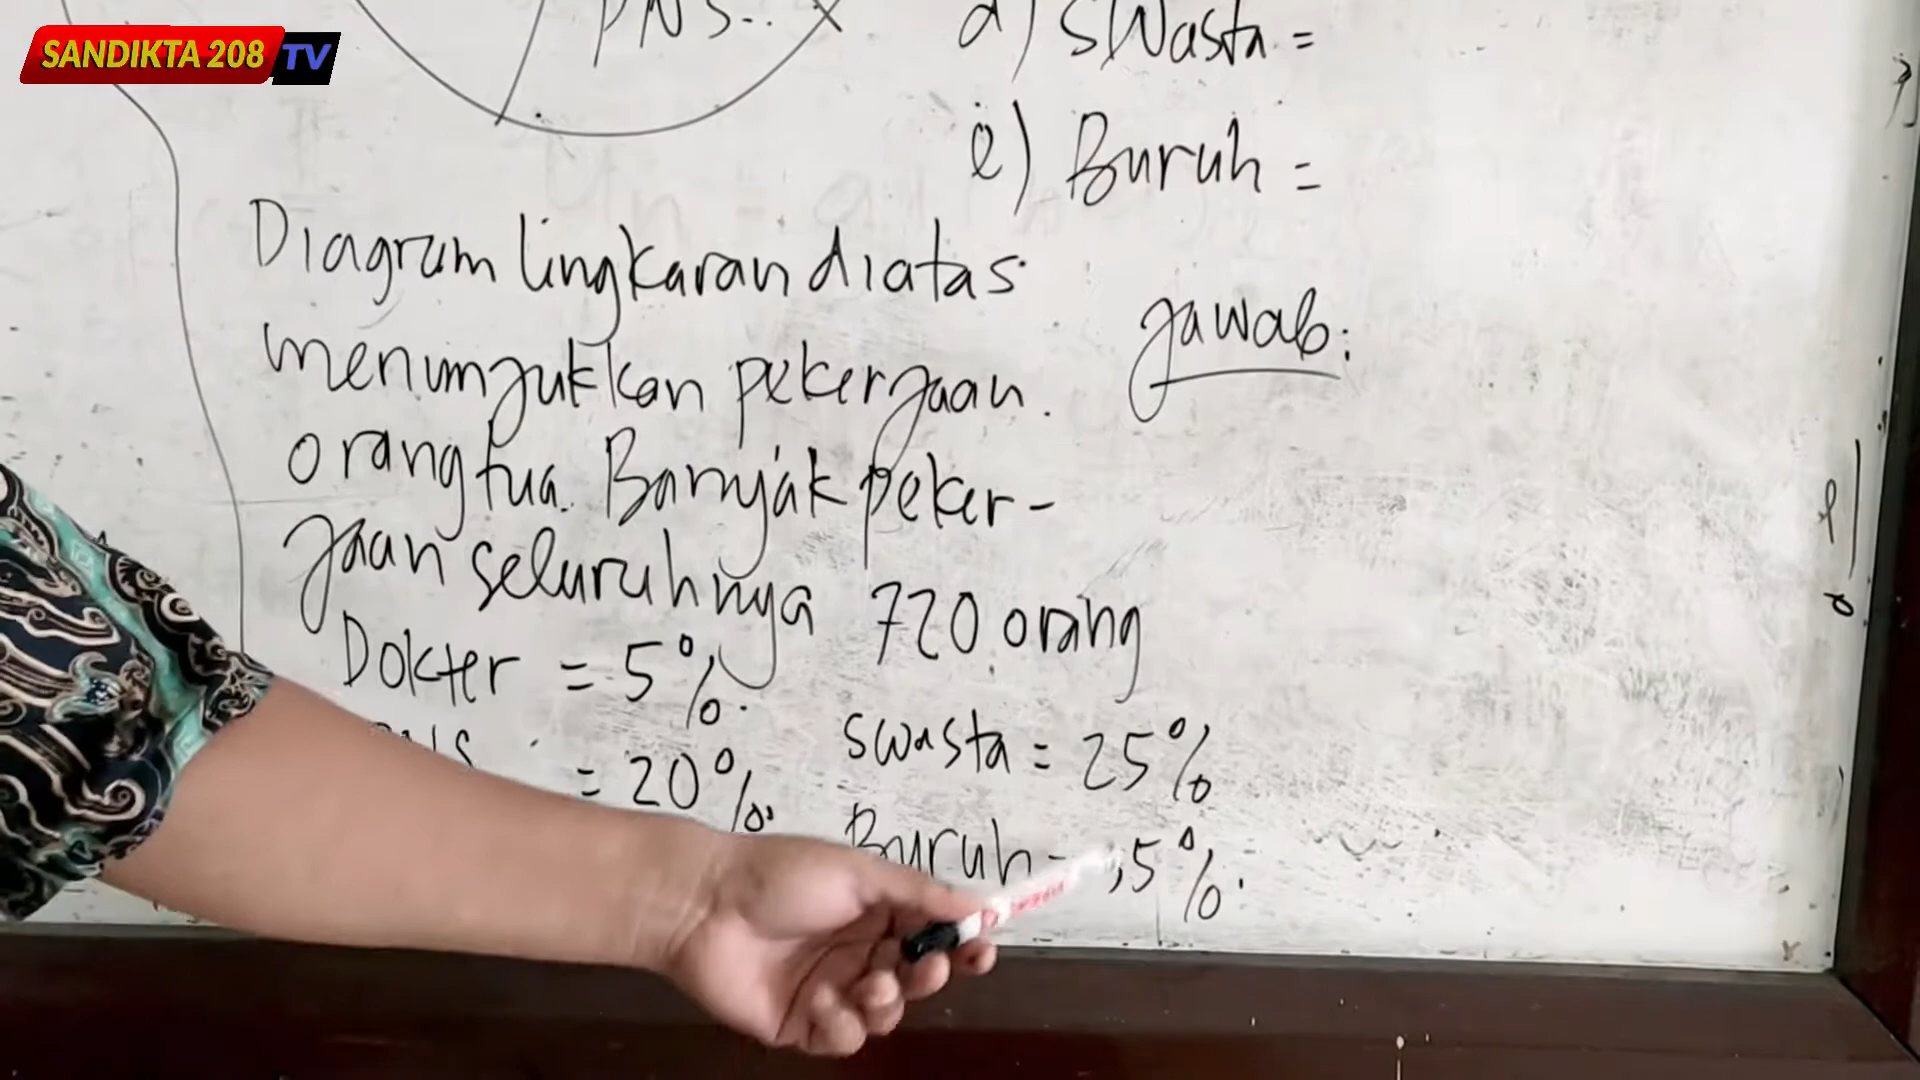 SANDIKTA 208 TV
PNS..
d) Swasta =
e) Buruh =
Diagram lingkaran diatas
menunjukkan pekerjaan.
orang tua. Banyak peker-
jaan seluruhnya 720 orang
Jawab:
Dokter = 5%.
PNS = 20%.
Swasta = 25%
Buruh